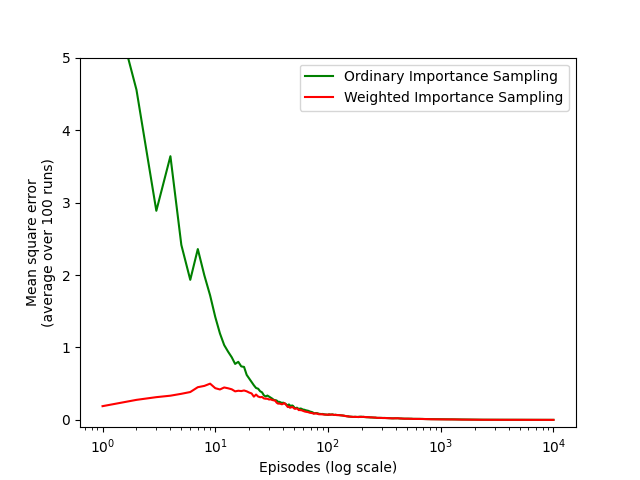 Ordinary Importance Sampling
Weighted Importance Sampling
5
4
3
2
1
0
Mean square error
(average over 100 runs)
10⁰
10¹
10²
10³
10⁴
Episodes (log scale)